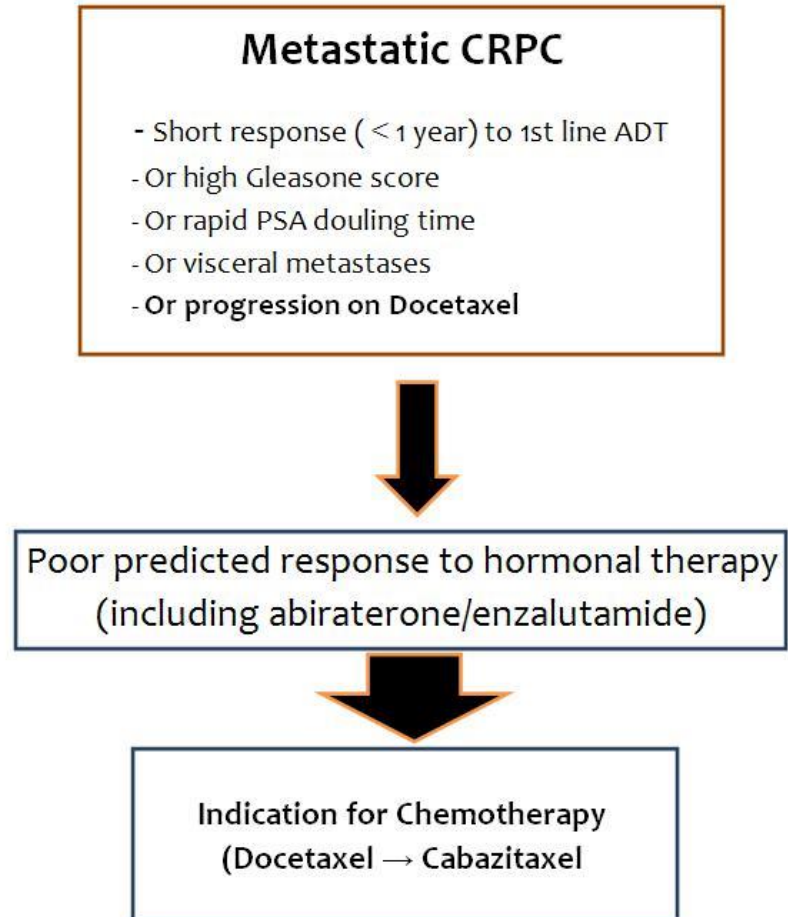 Metastatic CRPC
- Short response ( < 1 year) to 1st line ADT
- Or high Gleasone score
- Or rapid PSA douling time
- Or visceral metastases
- Or progression on Docetaxel
Poor predicted response to hormonal therapy
(including abiraterone/enzalutamide)
Indication for Chemotherapy
(Docetaxel → Cabazitaxel